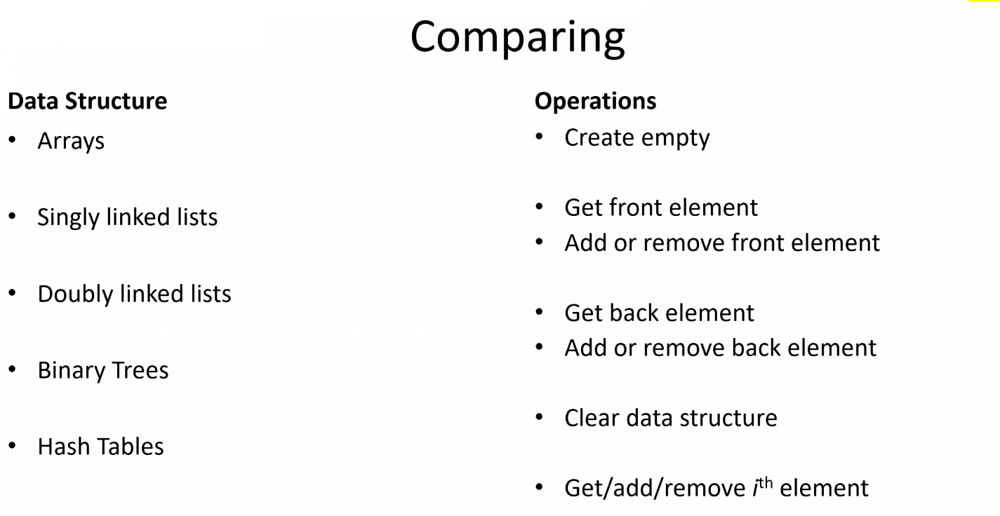 Comparing
Data Structure
• Arrays
• Singly linked lists
• Doubly linked lists
• Binary Trees
• Hash Tables
Operations
• Create empty
• Get front element
• Add or remove front element
• Get back element
• Add or remove back element
• Clear data structure
• Get/add/remove iᵗʰ element